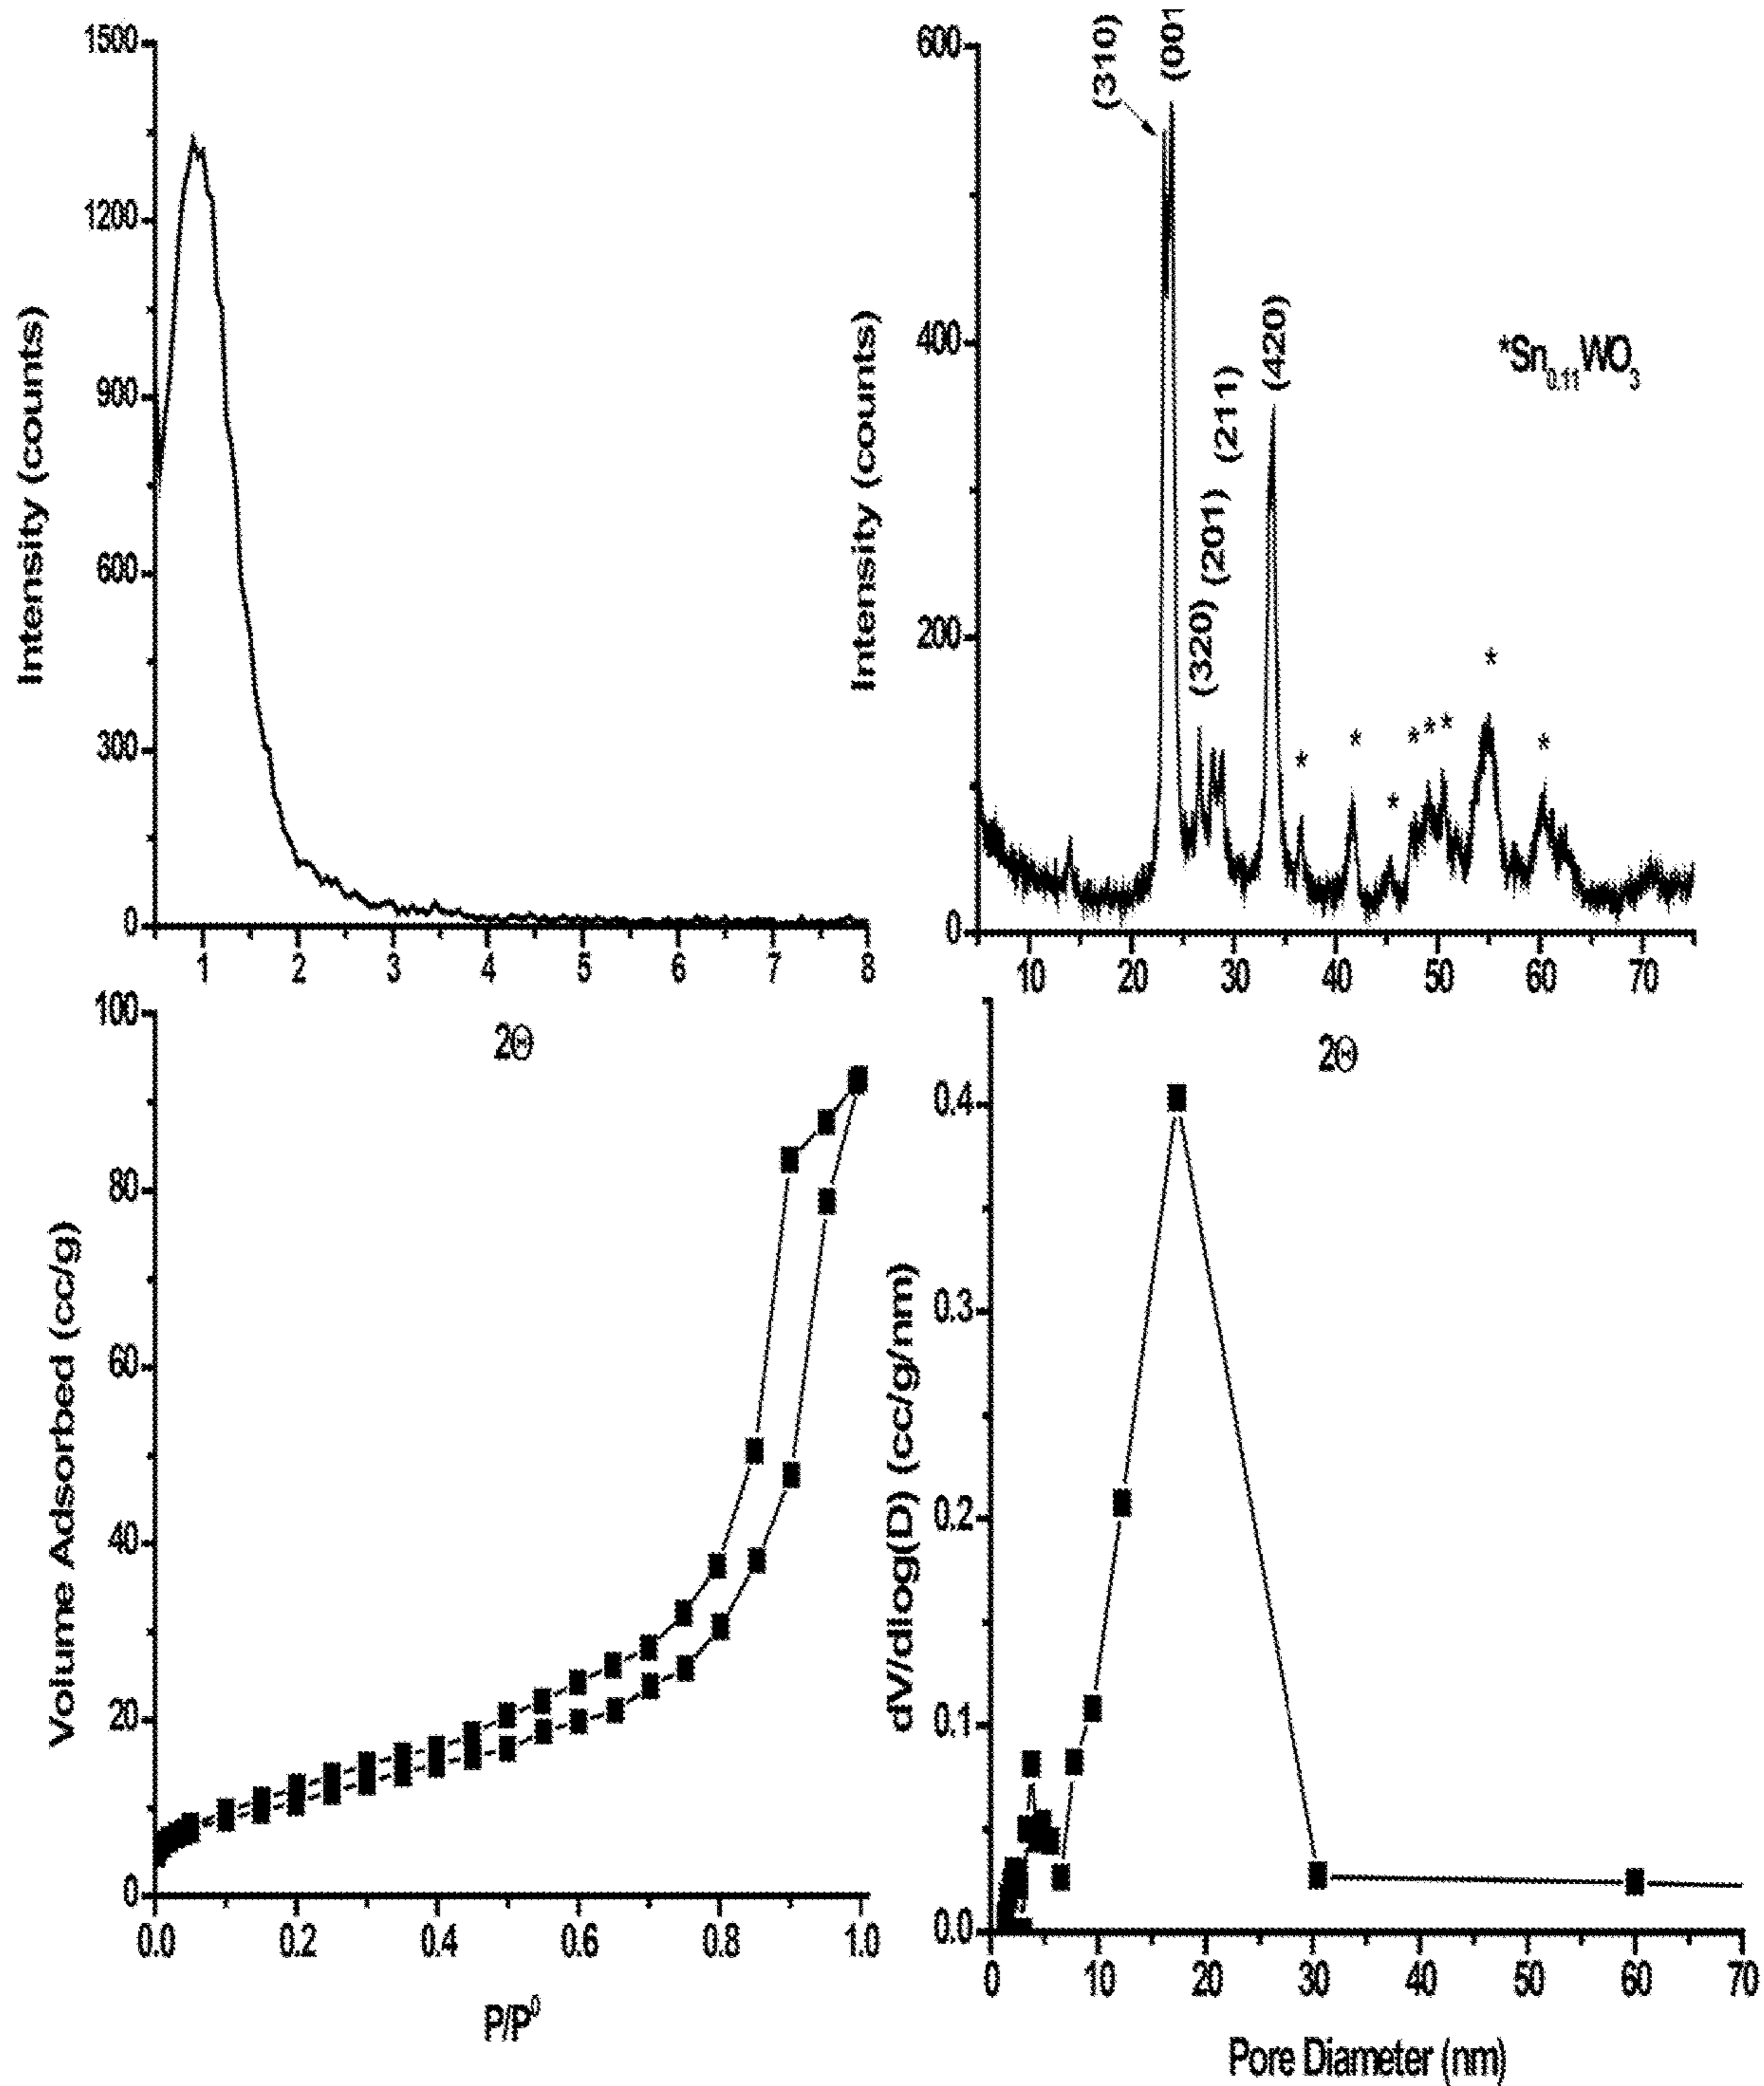 1500
1200
900
600
300
0
Intensity (counts)
1 2 3 4 5 6 7 8
2Θ
600
400
200
0
Intensity (counts)
(310)
(001
(320)
(201)
(211)
(420)
*Sn0.11WO3
* * * * * * * *
10 20 30 40 50 60 70
2Θ
100
80
60
40
20
0
Volume Adsorbed (cc/g)
0.0 0.2 0.4 0.6 0.8 1.0
P/P0
0.4
0.3
0.2
0.1
0.0
dV/dlog(D) (cc/g/nm)
0 10 20 30 40 50 60 70
Pore Diameter (nm)